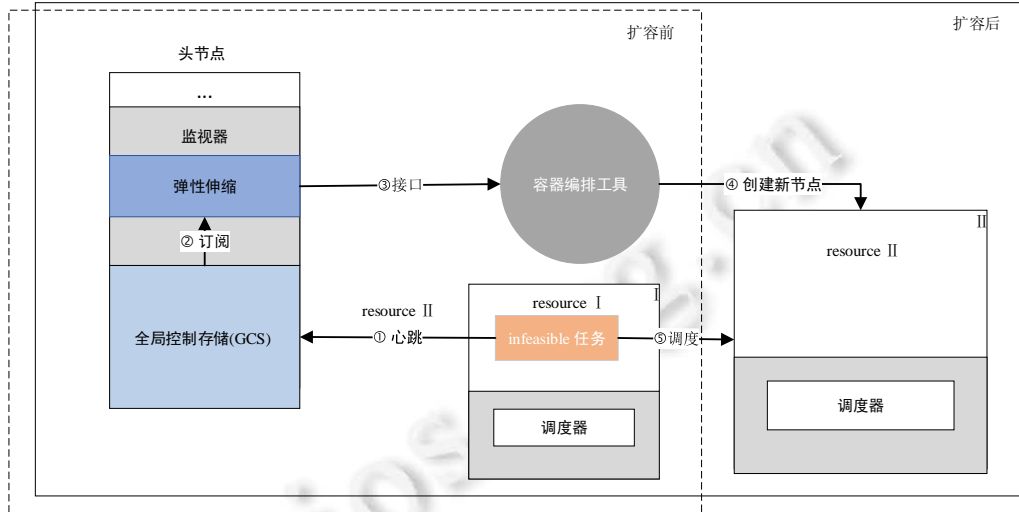 扩容前
扩容后
头节点
...
监视器
弹性伸缩
③接口
容器编排工具
④ 创建新节点
② 订阅
Ⅱ
resource Ⅱ
全局控制存储(GCS)
resource Ⅱ
① 心跳
Ⅰ
resource Ⅰ
infeasible 任务
⑤调度
调度器
调度器